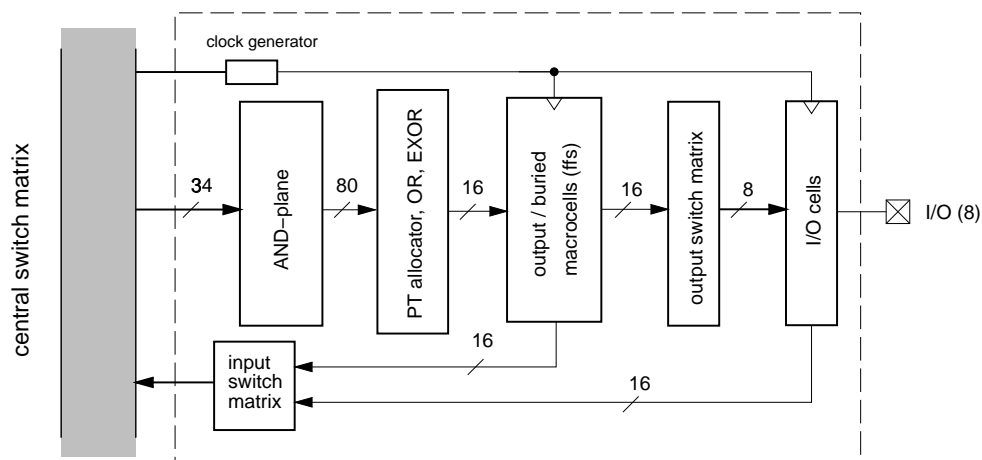 clock generator
central switch matrix
34
AND-plane
80
PT allocator, OR, EXOR
16
output / buried
macrocells (ffs)
16
output switch matrix
8
I/O cells
I/O (8)
16
input
switch
matrix
16